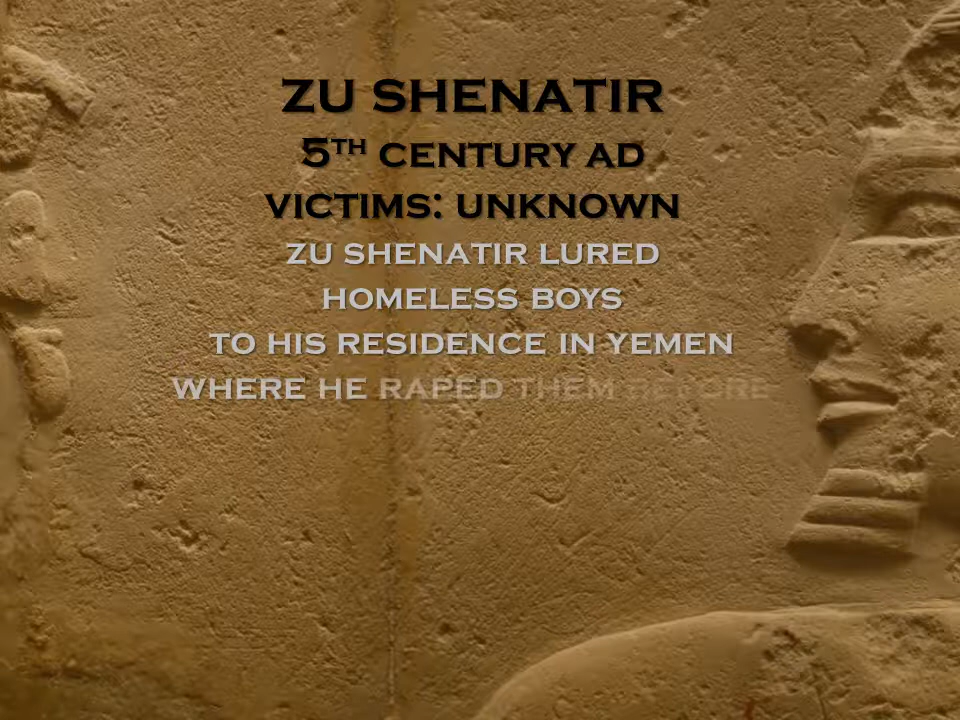 ZU SHENATIR
5TH CENTURY AD
VICTIMS: UNKNOWN
ZU SHENATIR LURED
HOMELESS BOYS
TO HIS RESIDENCE IN YEMEN
WHERE HE RAPED THEM